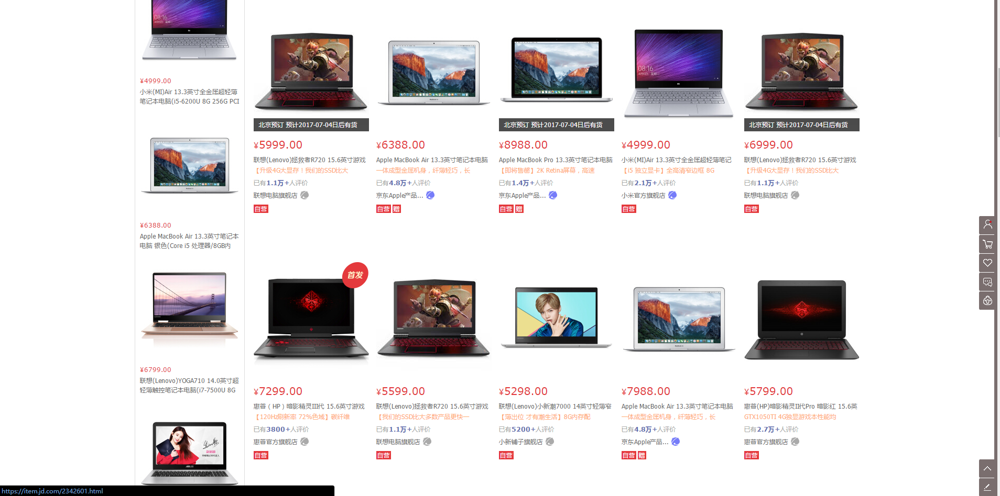 08:16
¥4999.00
小米(MI)Air 13.3英寸全金属超轻薄
笔记本电脑(i5-6200U 8G 256G PCI
¥6388.00
Apple MacBook Air 13.3英寸笔记本
电脑 银色(Core i5 处理器/8GB内
¥6799.00
联想(Lenovo)YOGA710 14.0英寸超
轻薄触控笔记本电脑(i7-7500U 8G
北京预订 预计2017-07-04日后有货
¥5999.00
联想(Lenovo)拯救者R720 15.6英寸游戏
【升级4G大显存！我们的SSD比大
已有1.1万+人评价
联想电脑旗舰店
自营
¥6388.00
Apple MacBook Air 13.3英寸笔记本电脑
一体成型金属机身，纤薄轻巧，长
已有4.8万+人评价
京东Apple产品...
自营 赠
北京预订 预计2017-07-04日后有货
¥8988.00
Apple MacBook Pro 13.3英寸笔记本电脑
【即将售罄】2K Retina屏幕，高速
已有1.4万+人评价
京东Apple产品...
自营 赠
08:16
¥4999.00
小米(MI)Air 13.3英寸全金属超轻薄笔记
【i5 独立显卡】全高清窄边框 8G
已有2.1万+人评价
小米官方旗舰店
自营
北京预订 预计2017-07-04日后有货
¥6999.00
联想(Lenovo)拯救者R720 15.6英寸游戏
【升级4G大显存！我们的SSD比大
已有1.1万+人评价
联想电脑旗舰店
自营
首发
¥7299.00
惠普（HP）暗影精灵III代 15.6英寸游戏
【120Hz刷新率 72%色域】碳纤维
已有3800+人评价
惠普官方旗舰店
自营
¥5599.00
联想(Lenovo)拯救者R720 15.6英寸游戏
【我们的SSD比大多数产品更快一
已有1.1万+人评价
联想电脑旗舰店
自营
¥5298.00
联想(Lenovo)小新潮7000 14英寸轻薄窄
【薄出位 才有潮生活】8G内存配
已有5200+人评价
小新铺子旗舰店
自营
¥7988.00
Apple MacBook Air 13.3英寸笔记本电脑
一体成型金属机身，纤薄轻巧，长
已有4.8万+人评价
京东Apple产品...
自营 赠
¥5799.00
惠普(HP)暗影精灵II代Pro 暗影红 15.6英
GTX1050TI 4G独显游戏本性能均
已有2.7万+人评价
惠普官方旗舰店
自营
https://item.jd.com/2342601.html